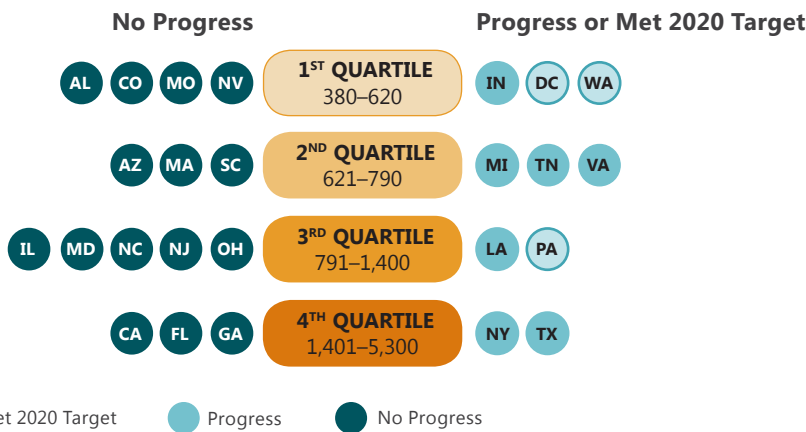 No Progress Progress or Met 2020 Target
AL CO MO NV 1ST QUARTILE IN DC WA
380–620
AZ MA SC 2ND QUARTILE MI TN VA
621–790
IL MD NC NJ OH 3RD QUARTILE LA PA
791–1,400
CA FL GA 4TH QUARTILE NY TX
1,401–5,300
2020 Target Progress No Progress